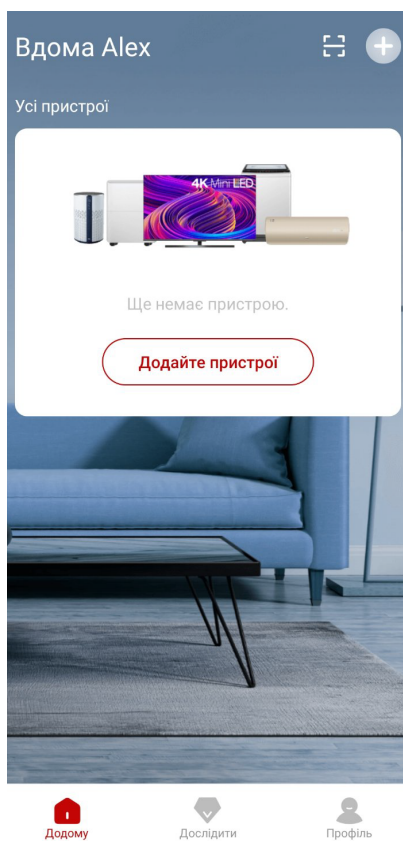 Вдома Alex
Усі пристрої
4K Mini LED
Ще немає пристрою.
Додайте пристрої
Додому
Дослідити
Профіль